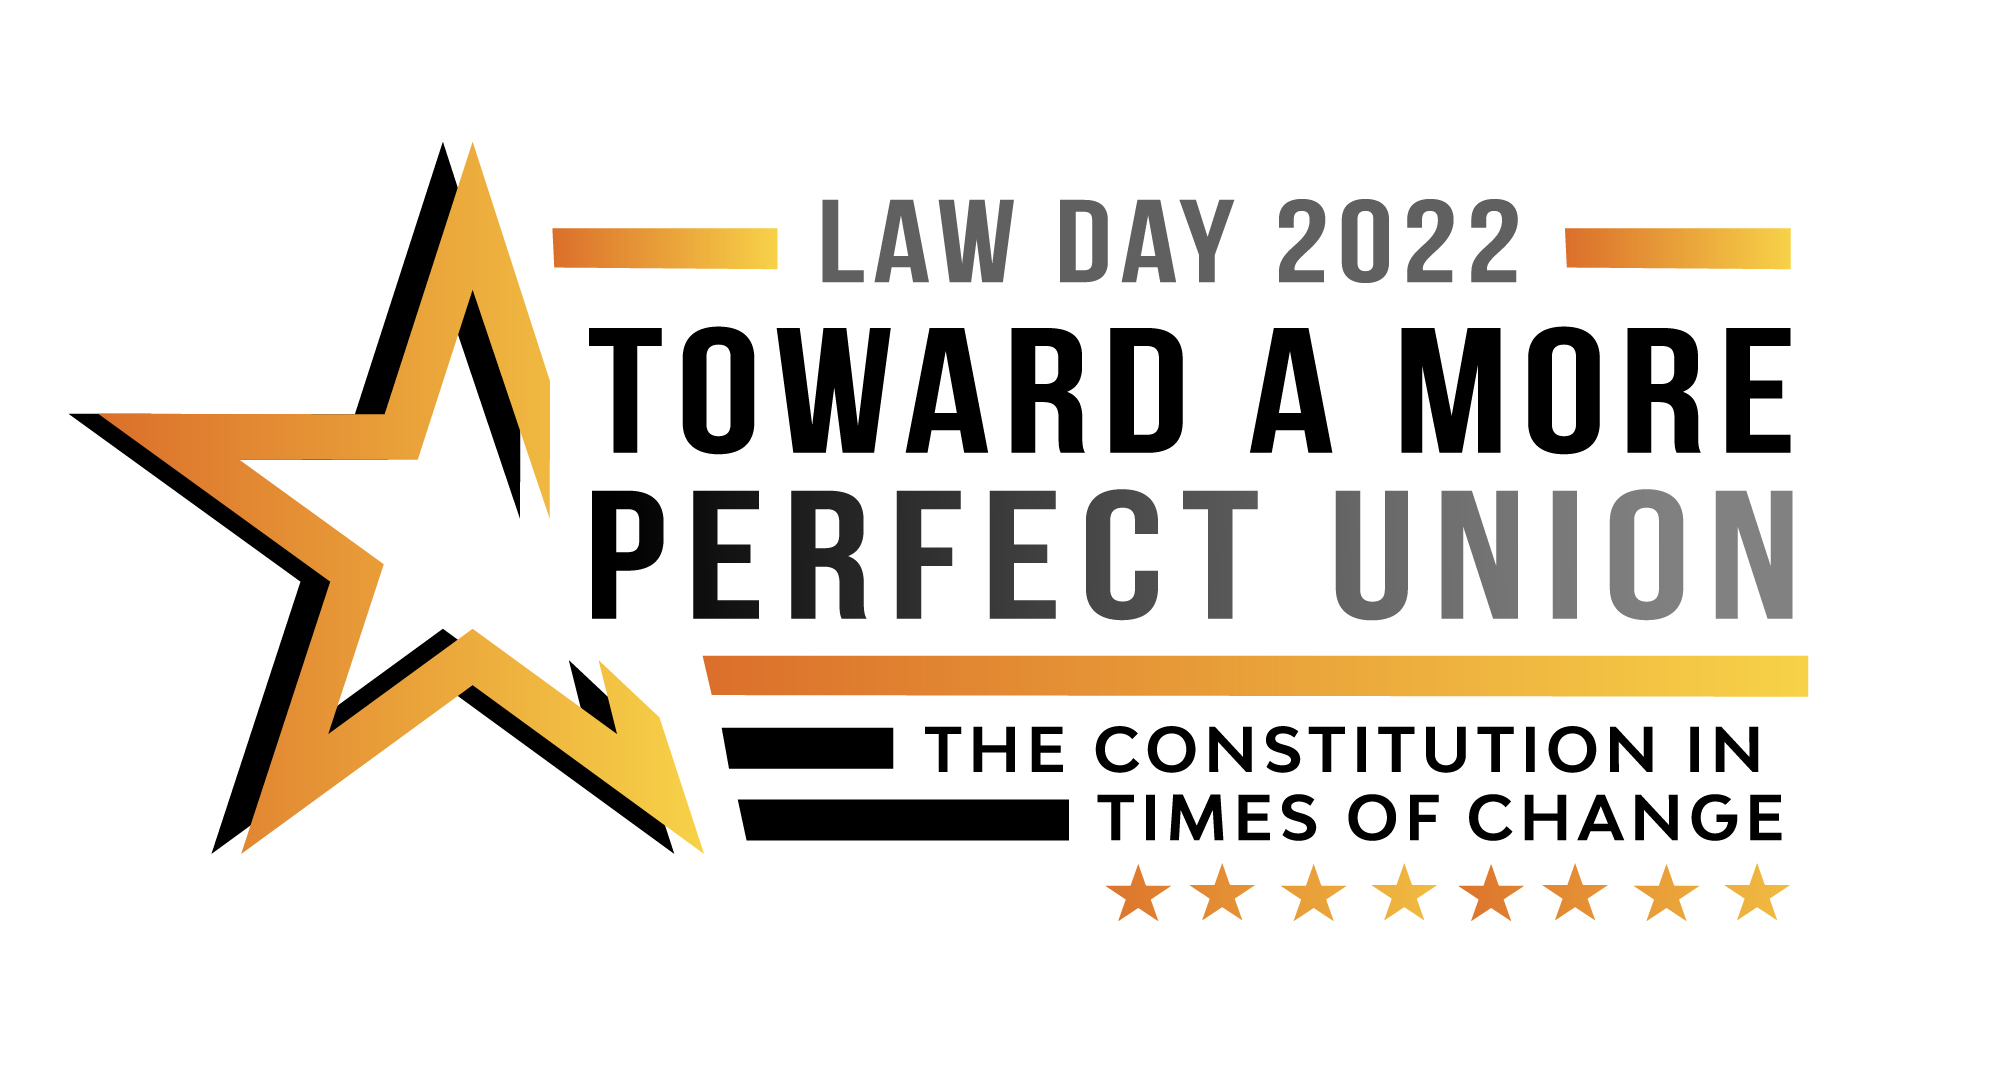 LAW DAY 2022
TOWARD A MORE
PERFECT UNION
THE CONSTITUTION IN
TIMES OF CHANGE